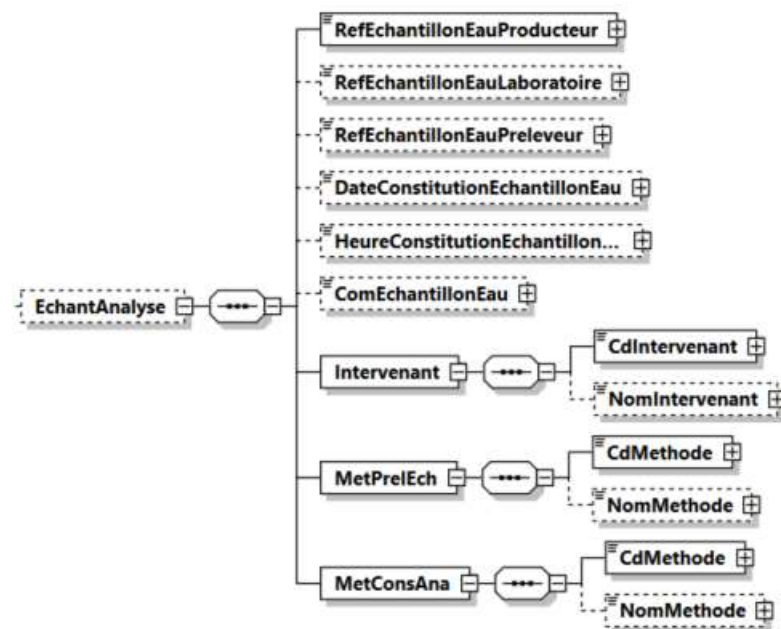 RefEchantillonEauProducteur
RefEchantillonEauLaboratoire
RefEchantillonEauPreleveur
DateConstitutionEchantillonEau
HeureConstitutionEchantillon...
EchantAnalyse
ComEchantillonEau
CdIntervenant
Intervenant
NomIntervenant
CdMethode
MetPrelEch
NomMethode
CdMethode
MetConsAna
NomMethode